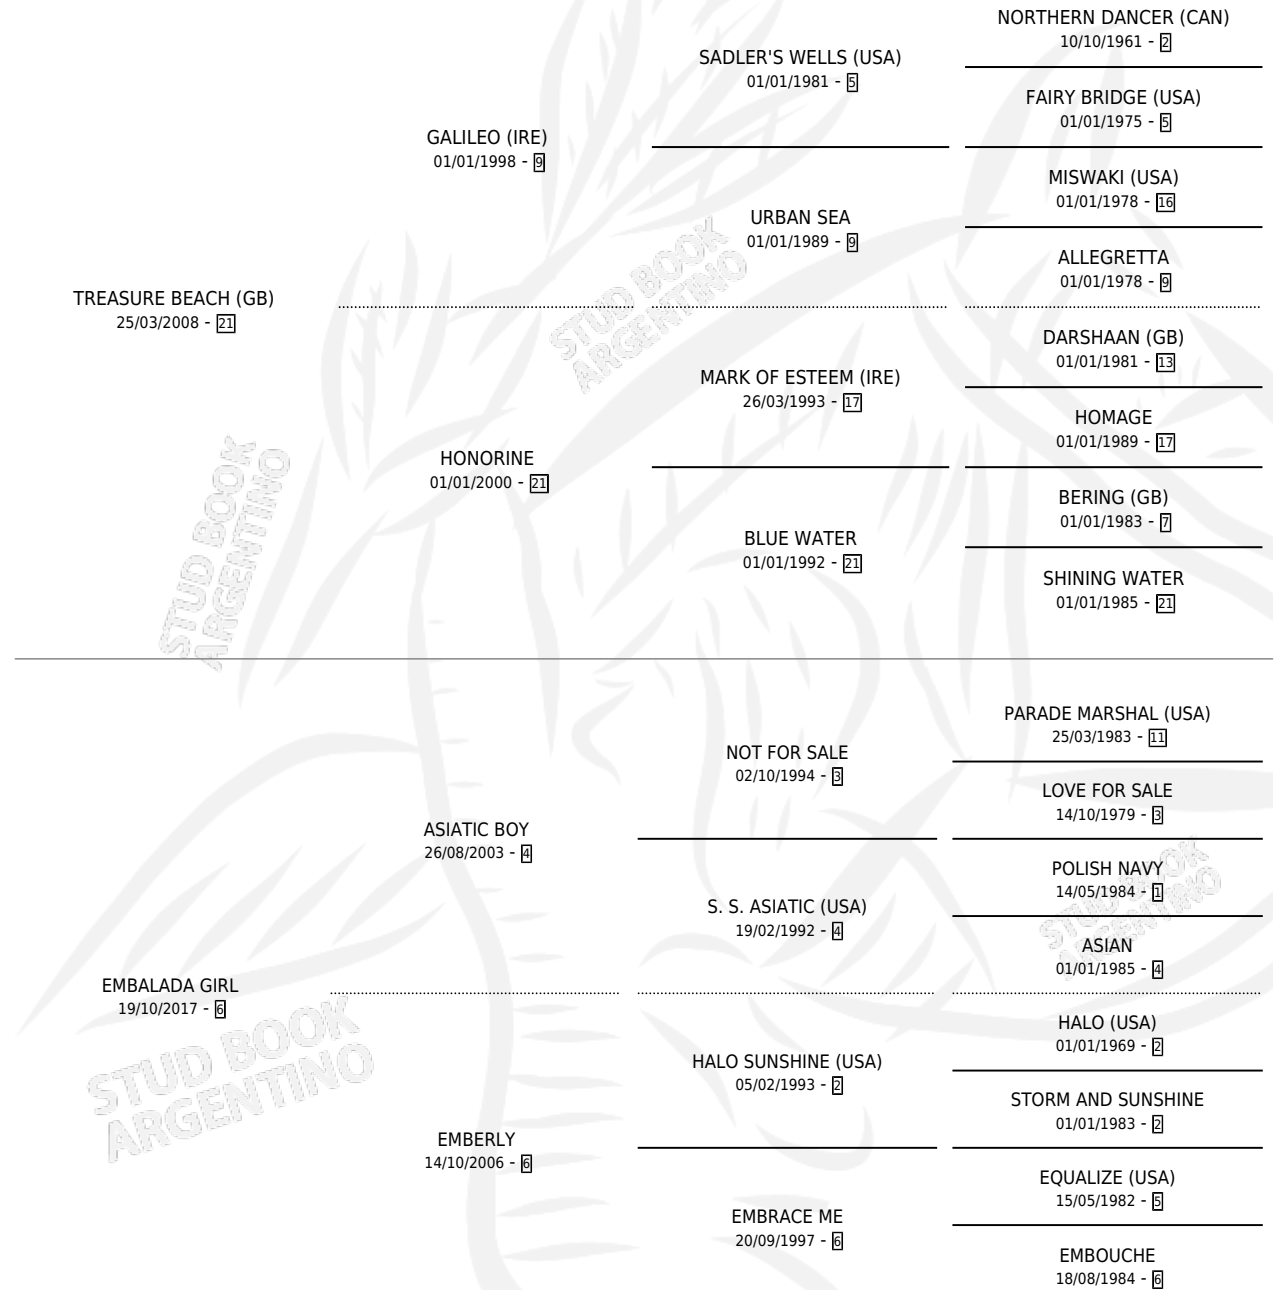 NORTHERN DANCER (CAN)
10/10/1961 - 2
SADLER'S WELLS (USA)
01/01/1981 - 5
FAIRY BRIDGE (USA)
01/01/1975 - 5
GALILEO (IRE)
01/01/1998 - 9
MISWAKI (USA)
01/01/1978 - 16
URBAN SEA
01/01/1989 - 9
ALLEGRETTA
01/01/1978 - 9
TREASURE BEACH (GB)
25/03/2008 - 21
DARSHAAN (GB)
01/01/1981 - 13
MARK OF ESTEEM (IRE)
26/03/1993 - 17
HOMAGE
01/01/1989 - 17
HONORINE
01/01/2000 - 21
BERING (GB)
01/01/1983 - 7
BLUE WATER
01/01/1992 - 21
SHINING WATER
01/01/1985 - 21
PARADE MARSHAL (USA)
25/03/1983 - 11
NOT FOR SALE
02/10/1994 - 3
LOVE FOR SALE
14/10/1979 - 3
ASIATIC BOY
26/08/2003 - 4
POLISH NAVY
14/05/1984 - 1
S. S. ASIATIC (USA)
19/02/1992 - 4
ASIAN
01/01/1985 - 4
EMBALADA GIRL
19/10/2017 - 6
HALO (USA)
01/01/1969 - 2
HALO SUNSHINE (USA)
05/02/1993 - 2
STORM AND SUNSHINE
01/01/1983 - 2
EMBERLY
14/10/2006 - 6
EQUALIZE (USA)
15/05/1982 - 5
EMBRACE ME
20/09/1997 - 6
EMBOUCHE
18/08/1984 - 6
STUD BOOK
ARGENTINO
STUD BOOK
ARGENTINO
STUD BOOK
ARGENTINO
STUD BOOK
ARGENTINO